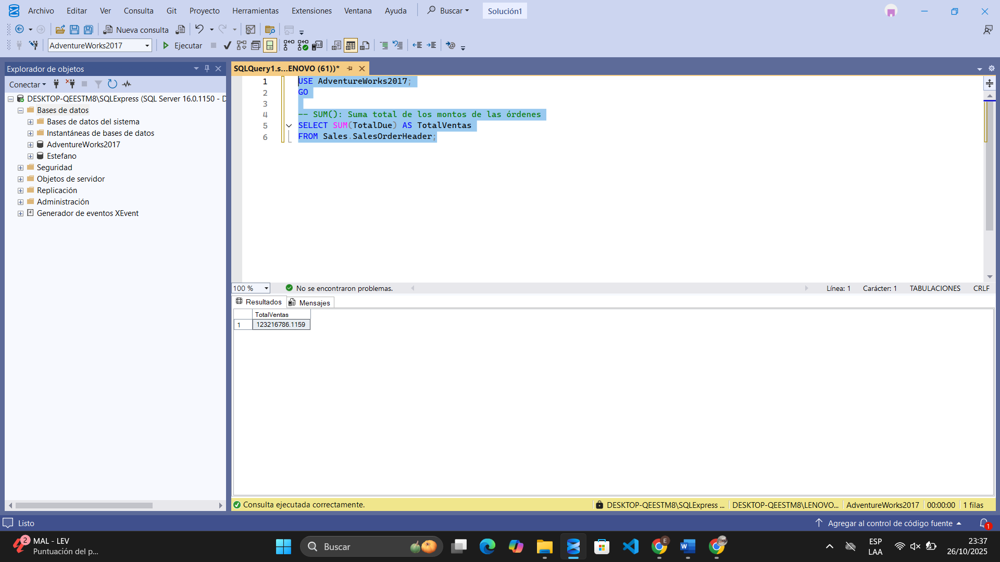 Archivo Editar Ver Consulta Git Proyecto Herramientas Extensiones Ventana Ayuda Buscar Solución1
Nueva consulta
AdventureWorks2017 Ejecutar
Explorador de objetos
Conectar
DESKTOP-QEESTM8\SQLExpress (SQL Server 16.0.1150 - D
Bases de datos
Bases de datos del sistema
Instantáneas de bases de datos
AdventureWorks2017
Estefano
Seguridad
Objetos de servidor
Replicación
Administración
Generador de eventos XEvent
SQLQuery1.s...ENOVO (61))*
1 USE AdventureWorks2017;
2 GO
3
4 -- SUM(): Suma total de los montos de las órdenes
5 SELECT SUM(TotalDue) AS TotalVentas
6 FROM Sales.SalesOrderHeader;
100 % No se encontraron problemas. Línea: 1 Carácter: 1 TABULACIONES CRLF
Resultados Mensajes
TotalVentas
1 123216786.1159
Consulta ejecutada correctamente. DESKTOP-QEESTM8\SQLExpress ... DESKTOP-QEESTM8\LENOVO... AdventureWorks2017 00:00:00 1 filas
Listo Agregar al control de código fuente 1
2 MAL - LEV
Puntuación del p...
Buscar
E
ESP
LAA
23:37
26/10/2025